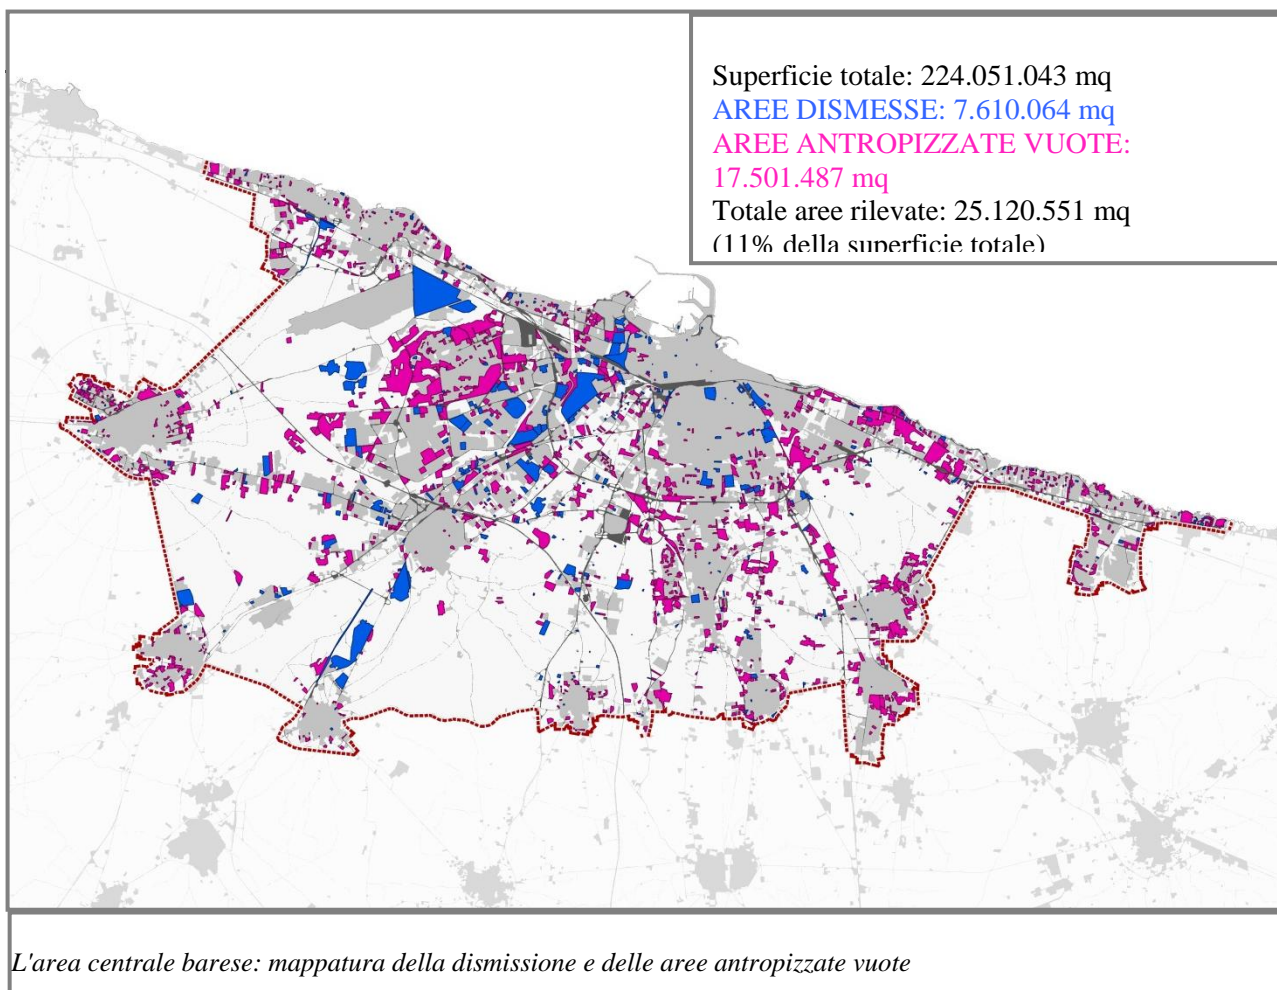 Superficie totale: 224.051.043 mq
AREE DISMESSE: 7.610.064 mq
AREE ANTROPIZZATE VUOTE:
17.501.487 mq
Totale aree rilevate: 25.120.551 mq
(11% della superficie totale)
L'area centrale barese: mappatura della dismissione e delle aree antropizzate vuote